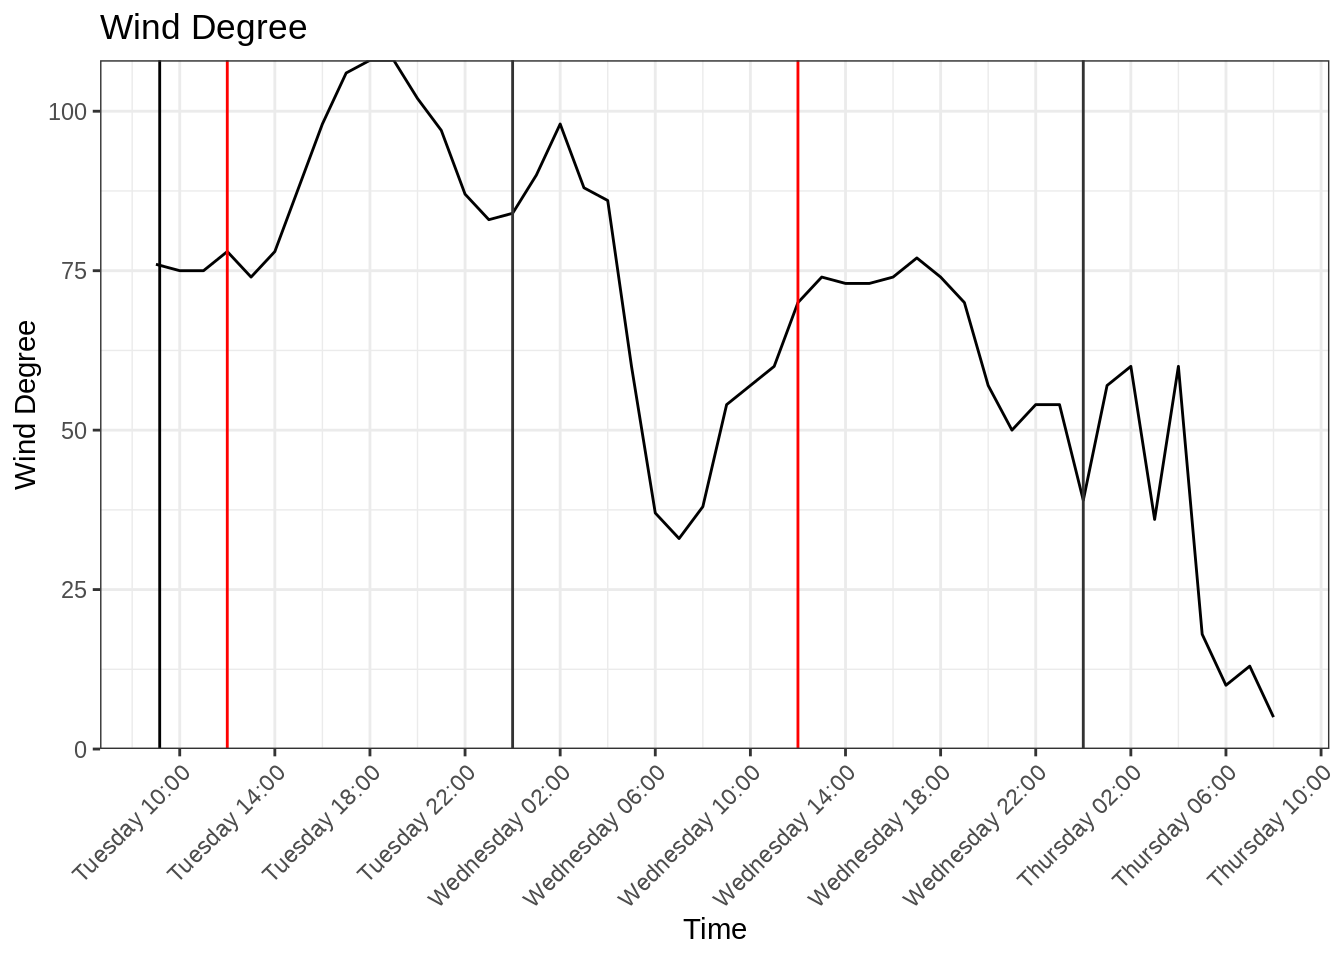 Wind Degree
Wind Degree
100
75
50
25
0
Tuesday 10:00
Tuesday 14:00
Tuesday 18:00
Tuesday 22:00
Wednesday 02:00
Wednesday 06:00
Wednesday 10:00
Wednesday 14:00
Wednesday 18:00
Wednesday 22:00
Thursday 02:00
Thursday 06:00
Thursday 10:00
Time